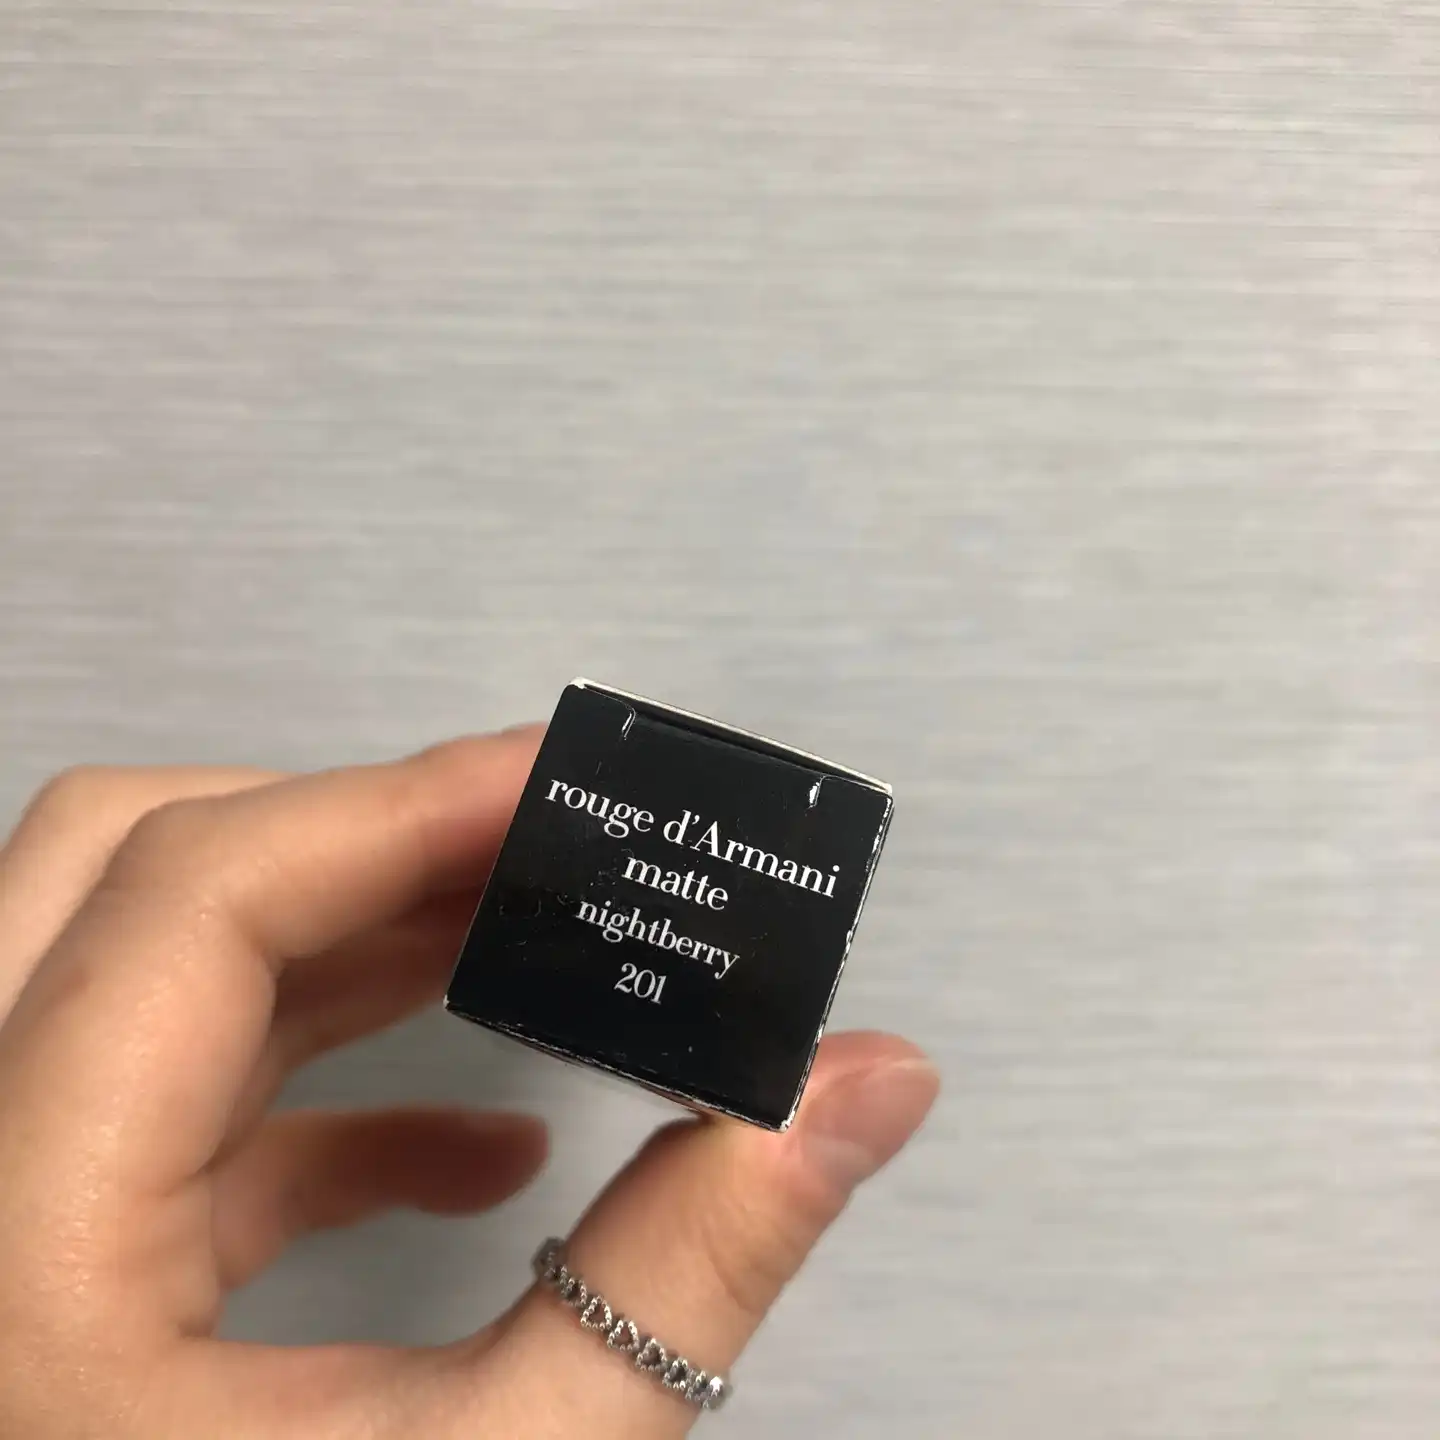 rouge d'Armani
matte
nightberry
201